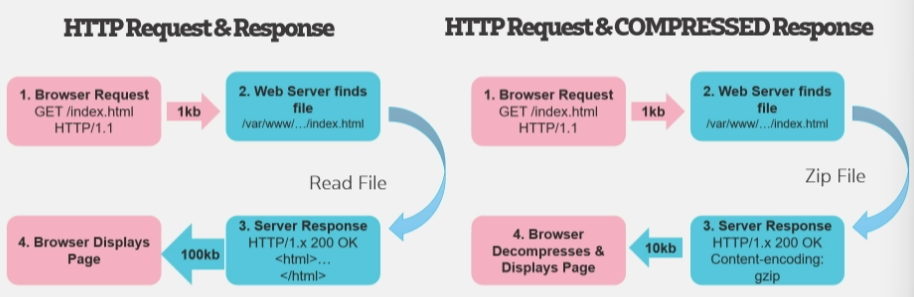 HTTP Request & Response
1. Browser Request
GET /index.html
HTTP/1.1
1kb
2. Web Server finds
file
/var/www/.../index.html
Read File
3. Server Response
HTTP/1.x 200 OK
<html>...
</html>
100kb
4. Browser Displays
Page
HTTP Request & COMPRESSED Response
1. Browser Request
GET /index.html
HTTP/1.1
1kb
2. Web Server finds
file
/var/www/.../index.html
Zip File
3. Server Response
HTTP/1.x 200 OK
Content-encoding:
gzip
10kb
4. Browser
Decompresses &
Displays Page